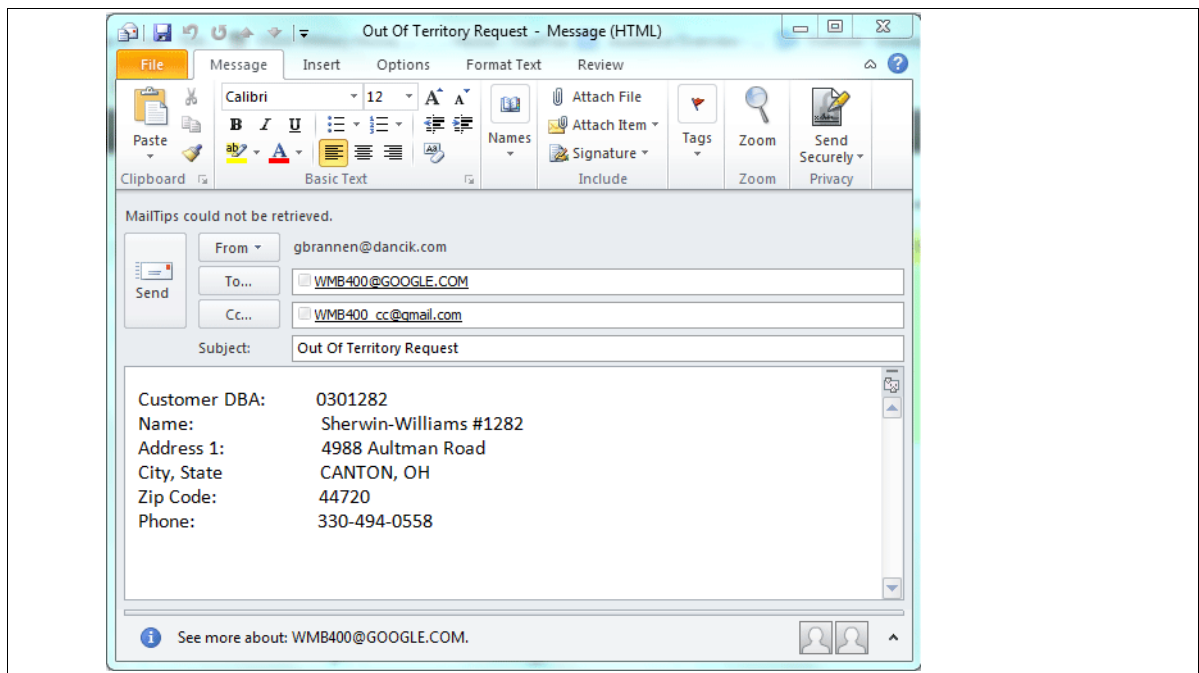 Out Of Territory Request - Message (HTML)
File Message Insert Options Format Text Review
Calibri 12 A A Attach File
B I U Attach Item
Paste Names Signature Tags Zoom Send Securely
Clipboard Basic Text Include Zoom Privacy
MailTips could not be retrieved.
From gbrannen@dancik.com
Send To... WMB400@GOOGLE.COM
Cc... WMB400_cc@gmail.com
Subject: Out Of Territory Request
Customer DBA: 0301282
Name: Sherwin-Williams #1282
Address 1: 4988 Aultman Road
City, State CANTON, OH
Zip Code: 44720
Phone: 330-494-0558
See more about: WMB400@GOOGLE.COM.